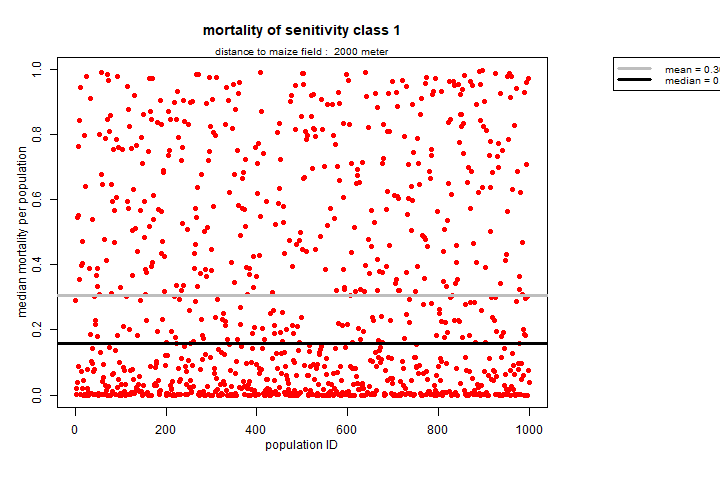 mortality of senitivity class 1
distance to maize field : 2000 meter
mean = 0.30
median = 0
median mortality per population
0.0 0.2 0.4 0.6 0.8 1.0
0 200 400 600 800 1000
population ID